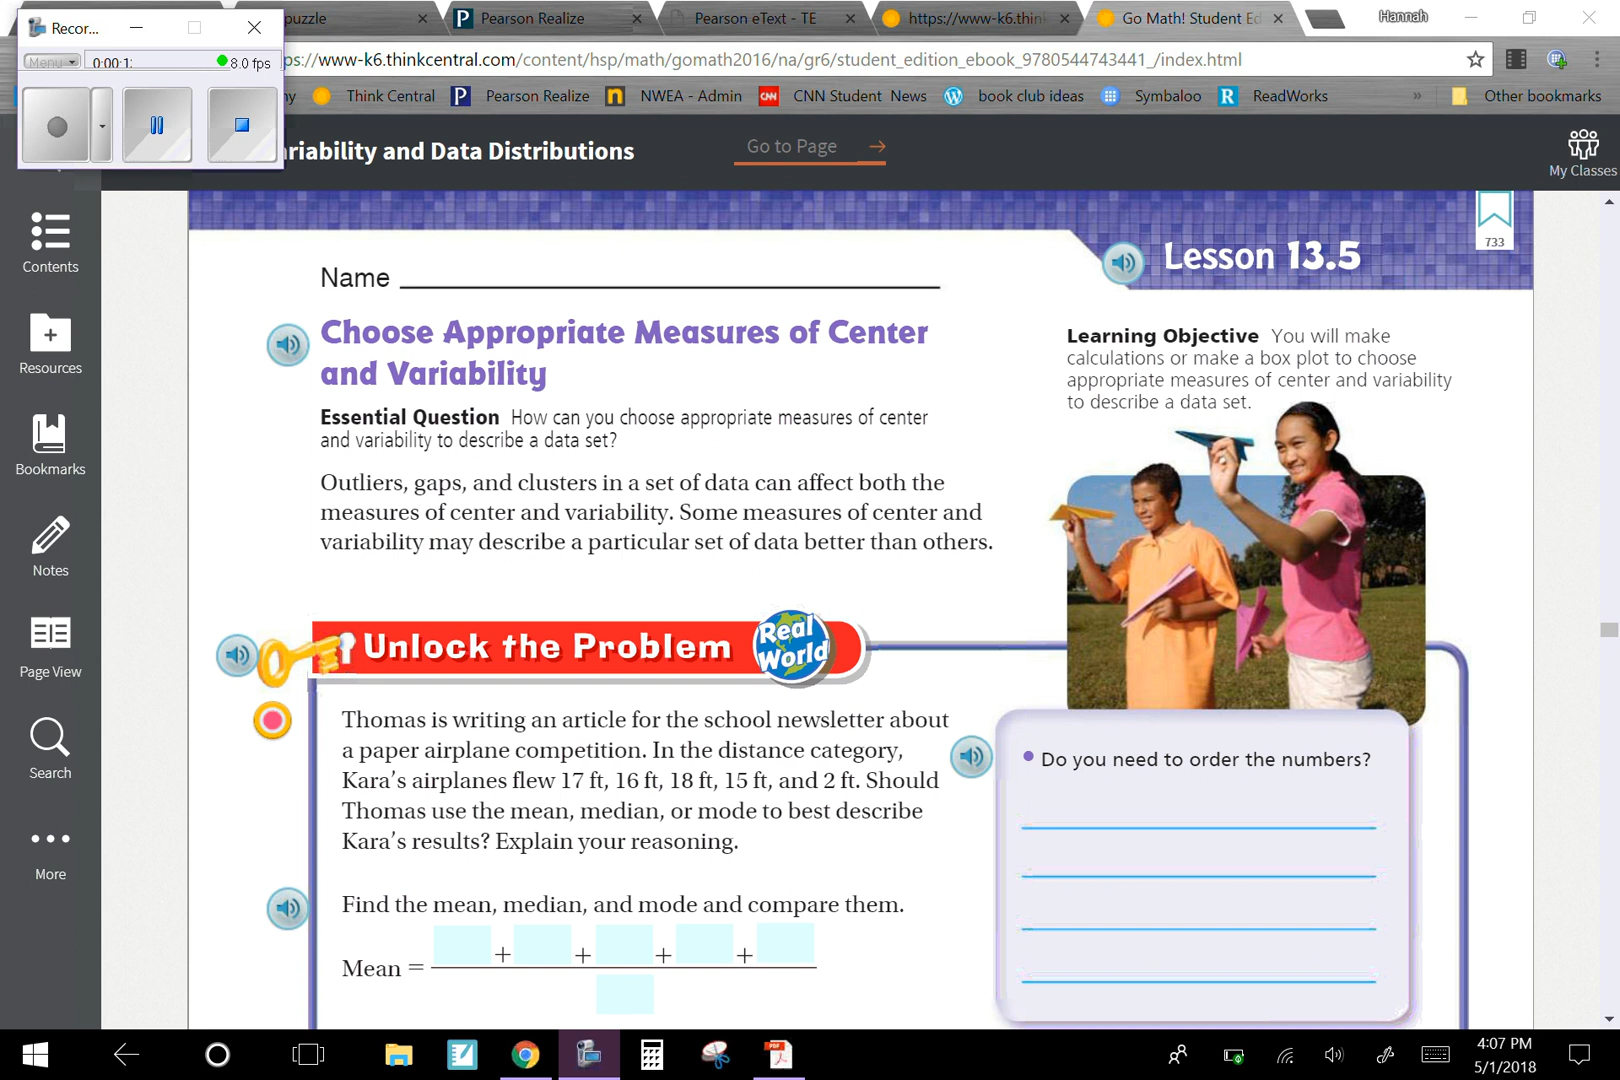 Recor...
Menu
0:00:1
8.0 fps
puzzle
Pearson Realize
Pearson eText - TE
https://www-k6.thin
Go Math! Student Ed
Hannah
ps://www-k6.thinkcentral.com/content/hsp/math/gomath2016/na/gr6/student_edition_ebook_9780544743441_/index.html
ny
Think Central
Pearson Realize
NWEA - Admin
CNN
CNN Student News
book club ideas
Symbaloo
R
ReadWorks
»
Other bookmarks
riability and Data Distributions
Go to Page
My Classes
Contents
Resources
Bookmarks
Notes
Page View
Search
More
733
Lesson 13.5
Name
Choose Appropriate Measures of Center
and Variability
Learning Objective You will make
calculations or make a box plot to choose
appropriate measures of center and variability
to describe a data set.
Essential Question How can you choose appropriate measures of center
and variability to describe a data set?
Outliers, gaps, and clusters in a set of data can affect both the
measures of center and variability. Some measures of center and
variability may describe a particular set of data better than others.
Unlock the Problem
Real
World
Thomas is writing an article for the school newsletter about
a paper airplane competition. In the distance category,
Kara's airplanes flew 17 ft, 16 ft, 18 ft, 15 ft, and 2 ft. Should
Thomas use the mean, median, or mode to best describe
Kara's results? Explain your reasoning.
• Do you need to order the numbers?
Find the mean, median, and mode and compare them.
Mean = + + + +
PDF
4:07 PM
5/1/2018